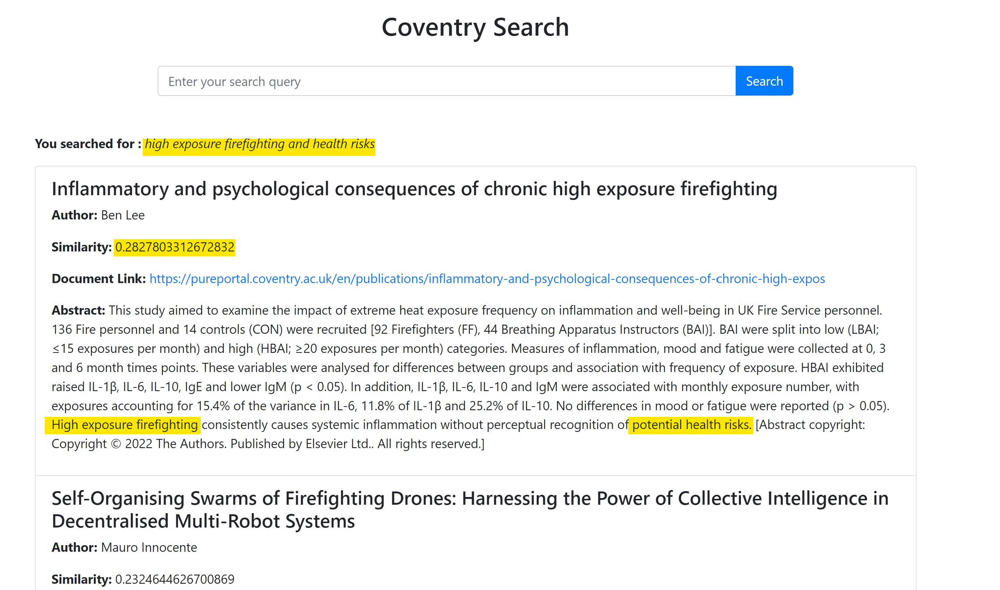 Coventry Search
Enter your search query
Search
You searched for : high exposure firefighting and health risks
Inflammatory and psychological consequences of chronic high exposure firefighting
Author: Ben Lee
Similarity: 0.2827803312672832
Document Link: https://pureportal.coventry.ac.uk/en/publications/inflammatory-and-psychological-consequences-of-chronic-high-expos
Abstract: This study aimed to examine the impact of extreme heat exposure frequency on inflammation and well-being in UK Fire Service personnel.
136 Fire personnel and 14 controls (CON) were recruited [92 Firefighters (FF), 44 Breathing Apparatus Instructors (BAI)]. BAI were split into low (LBAI;
≤15 exposures per month) and high (HBAI; ≥20 exposures per month) categories. Measures of inflammation, mood and fatigue were collected at 0, 3
and 6 month times points. These variables were analysed for differences between groups and association with frequency of exposure. HBAI exhibited
raised IL-1β, IL-6, IL-10, IgE and lower IgM (p < 0.05). In addition, IL-1β, IL-6, IL-10 and IgM were associated with monthly exposure number, with
exposures accounting for 15.4% of the variance in IL-6, 11.8% of IL-1β and 25.2% of IL-10. No differences in mood or fatigue were reported (p > 0.05).
High exposure firefighting consistently causes systemic inflammation without perceptual recognition of potential health risks. [Abstract copyright:
Copyright © 2022 The Authors. Published by Elsevier Ltd.. All rights reserved.]
Self-Organising Swarms of Firefighting Drones: Harnessing the Power of Collective Intelligence in
Decentralised Multi-Robot Systems
Author: Mauro Innocente
Similarity: 0.2324644626700869